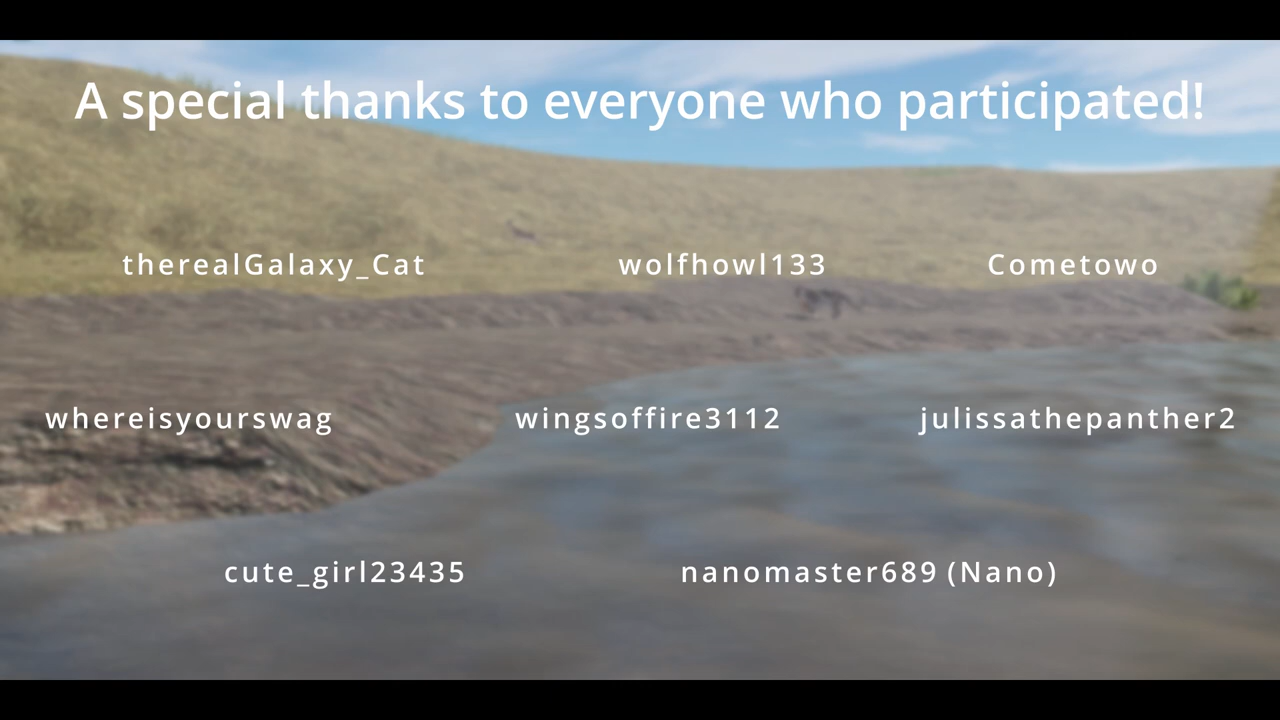 A special thanks to everyone who participated!
therealGalaxy_Cat wolfhowl133 Cometowo
whereisyourswag wingsoffire3112 julissathepanther2
cute_girl23435 nanomaster689 (Nano)